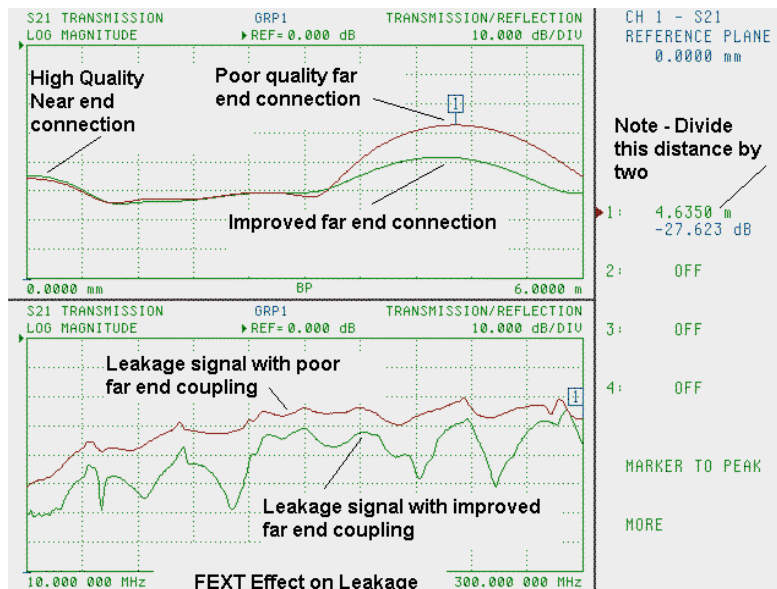 S21 TRANSMISSION GRP1 TRANSMISSION/REFLECTION
LOG MAGNITUDE ▶REF= 0.000 dB 10.000 dB/DIV
High Quality
Near end
connection
Poor quality far
end connection
1
Improved far end connection
0.0000 mm BP 6.0000 m
S21 TRANSMISSION GRP1 TRANSMISSION/REFLECTION
LOG MAGNITUDE ▶REF= 0.000 dB 10.000 dB/DIV
Leakage signal with poor
far end coupling
1
Leakage signal with improved
far end coupling
10.000 000 MHz FEXT Effect on Leakage 300.000 000 MHz
CH 1 - S21
REFERENCE PLANE
0.0000 mm
Note - Divide
this distance by
two
▶1: 4.6350 m
-27.623 dB
2: OFF
3: OFF
4: OFF
MARKER TO PEAK
MORE